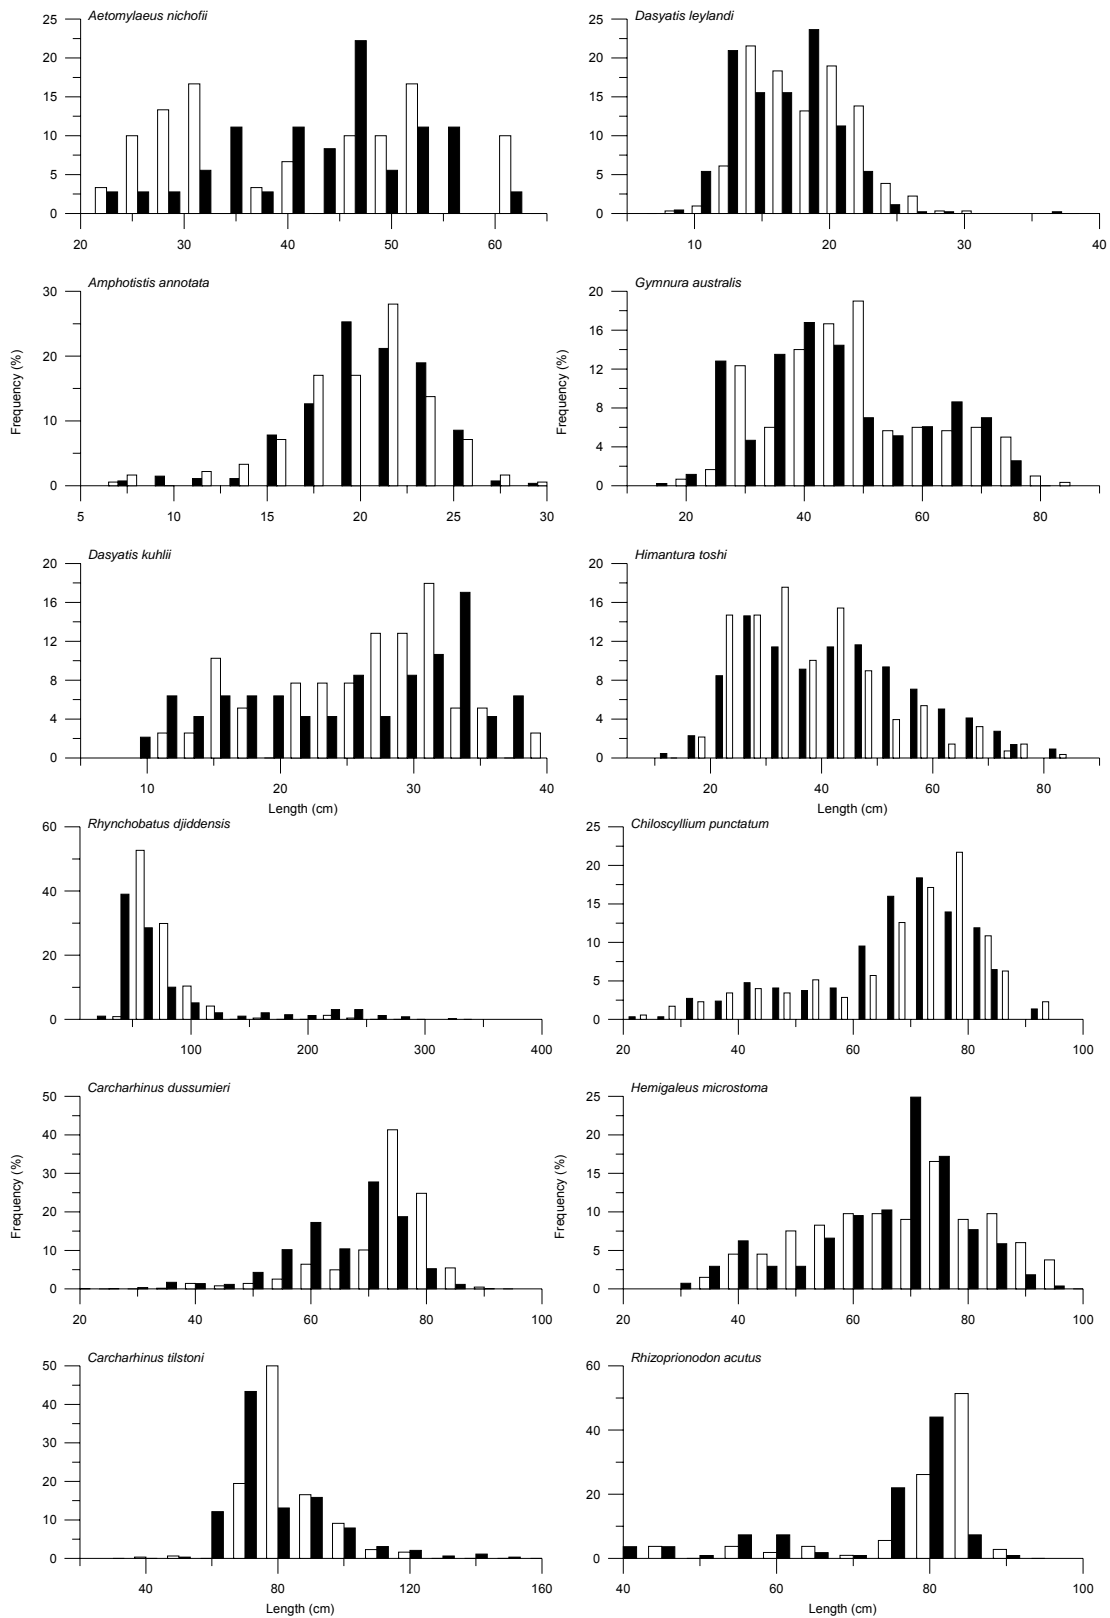 Aetomylaeus nichofii
25
20
15
10
5
0
20 30 40 50 60
Dasyatis leylandi
25
20
15
10
5
0
10 20 30 40
Amphotistis annotata
30
20
10
0
Frequency (%)
5 10 15 20 25 30
Gymnura australis
20
16
12
8
4
0
Frequency (%)
20 40 60 80
Dasyatis kuhlii
20
16
12
8
4
0
10 20 30 40
Length (cm)
Himantura toshi
20
16
12
8
4
0
20 40 60 80
Length (cm)
Rhynchobatus djiddensis
60
40
20
0
100 200 300 400
Chiloscyllium punctatum
25
20
15
10
5
0
20 40 60 80 100
Carcharhinus dussumieri
50
40
30
20
10
0
Frequency (%)
20 40 60 80 100
Hemigaleus microstoma
25
20
15
10
5
0
Frequency (%)
20 40 60 80 100
Carcharhinus tilstoni
50
40
30
20
10
0
40 80 120 160
Length (cm)
Rhizoprionodon acutus
60
40
20
0
40 60 80 100
Length (cm)